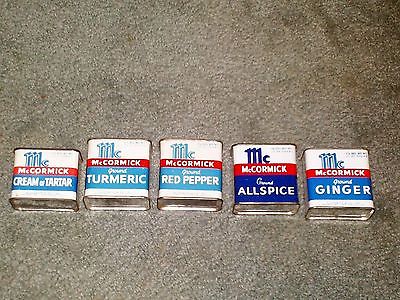 Mc
McCORMICK
CREAM of TARTAR
Mc
McCORMICK
Ground
TURMERIC
Mc
McCORMICK
Ground
RED PEPPER
Mc
McCORMICK
Ground
ALLSPICE
Mc
McCORMICK
Ground
GINGER